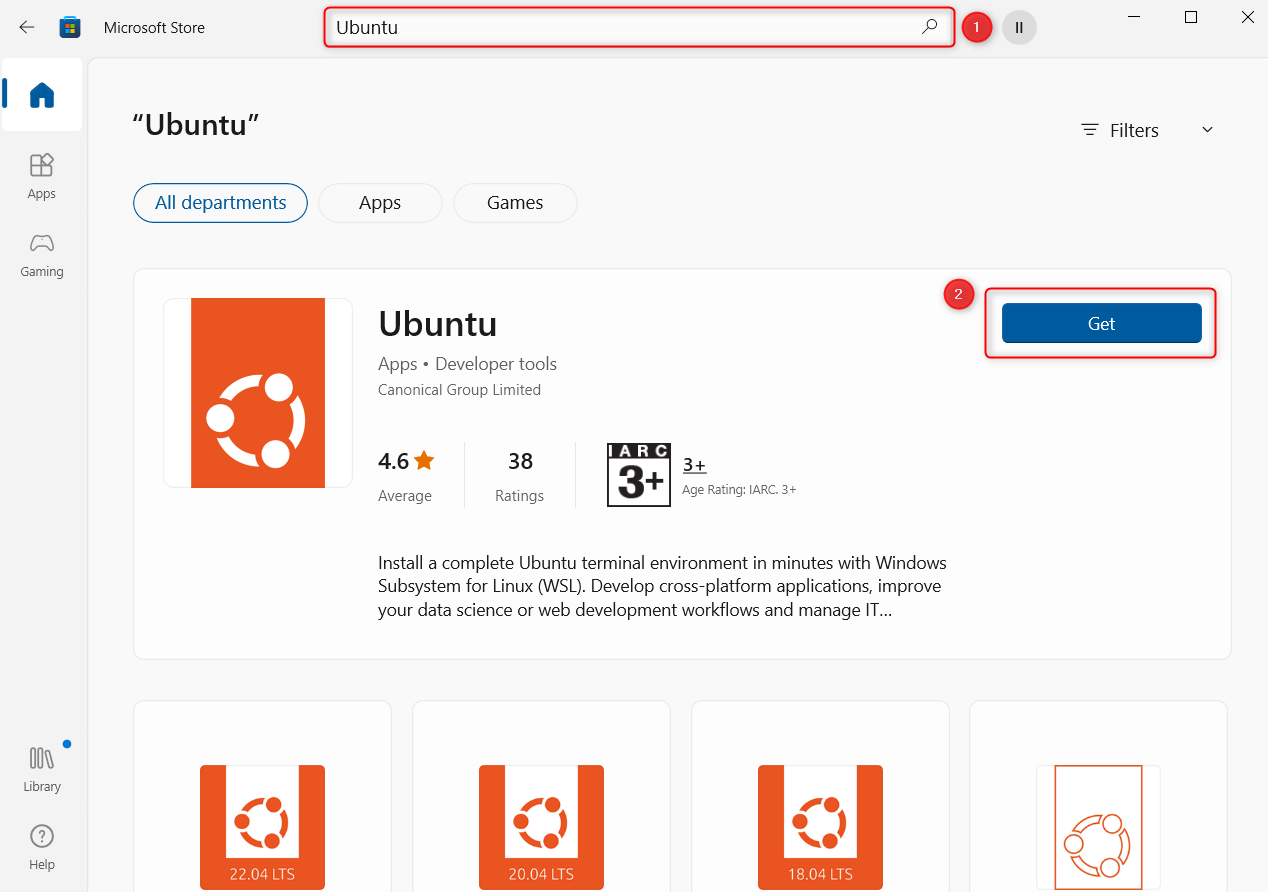 Microsoft Store
Ubuntu
1
II
“Ubuntu”
Filters
All departments
Apps
Games
Apps
Gaming
2
Ubuntu
Get
Apps • Developer tools
Canonical Group Limited
4.6
Average
38
Ratings
IARC
3+
3+
Age Rating: IARC. 3+
Install a complete Ubuntu terminal environment in minutes with Windows
Subsystem for Linux (WSL). Develop cross-platform applications, improve
your data science or web development workflows and manage IT...
Library
?
Help
22.04 LTS
20.04 LTS
18.04 LTS